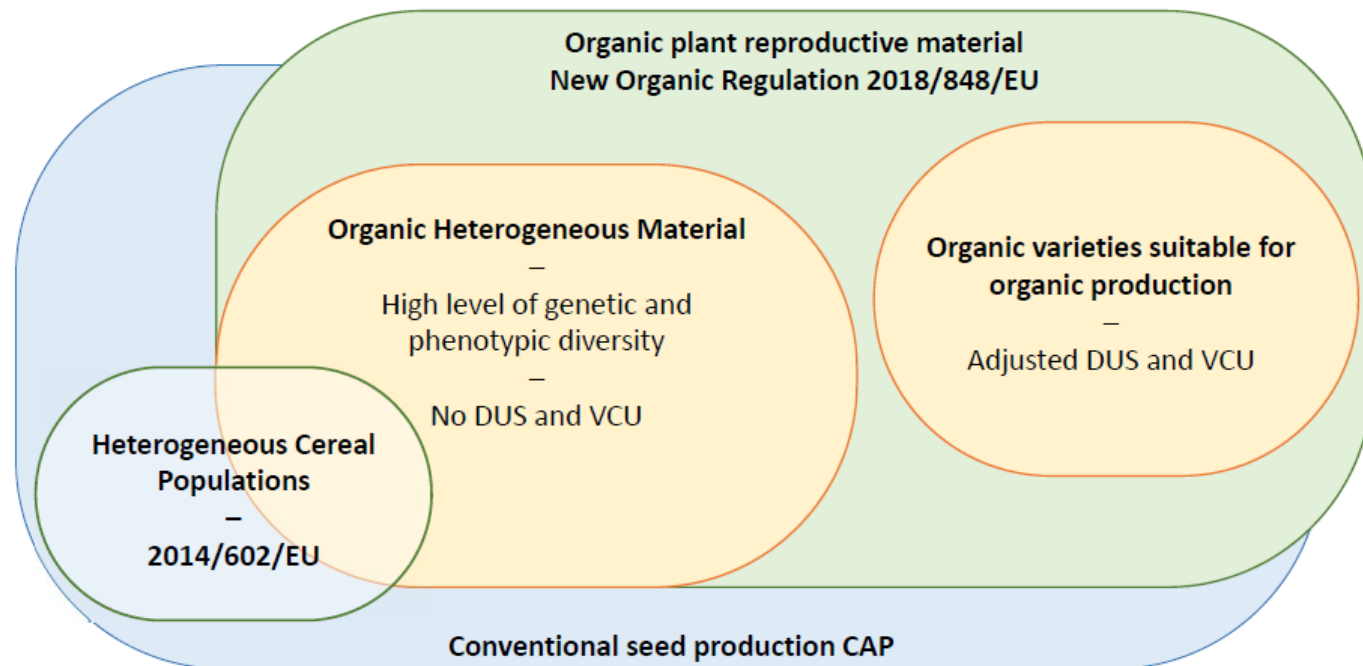 Organic plant reproductive material
New Organic Regulation 2018/848/EU
Organic Heterogeneous Material
–
High level of genetic and
phenotypic diversity
–
No DUS and VCU
Organic varieties suitable for
organic production
–
Adjusted DUS and VCU
Heterogeneous Cereal
Populations
–
2014/602/EU
Conventional seed production CAP